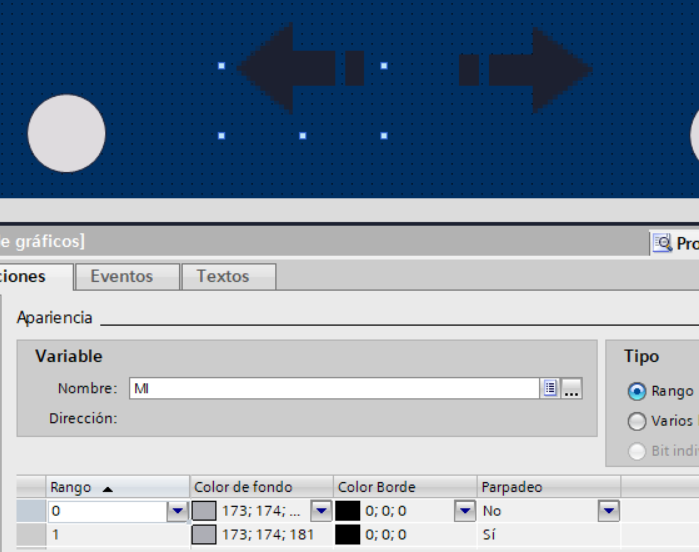 e gráficos]
Pro
ciones Eventos Textos
Apariencia
Variable
Nombre: MI ...
Dirección:
Tipo
Rango
Varios
Bit indi
Rango Color de fondo Color Borde Parpadeo
0 173; 174; ... 0; 0; 0 No
1 173; 174; 181 0; 0; 0 Sí